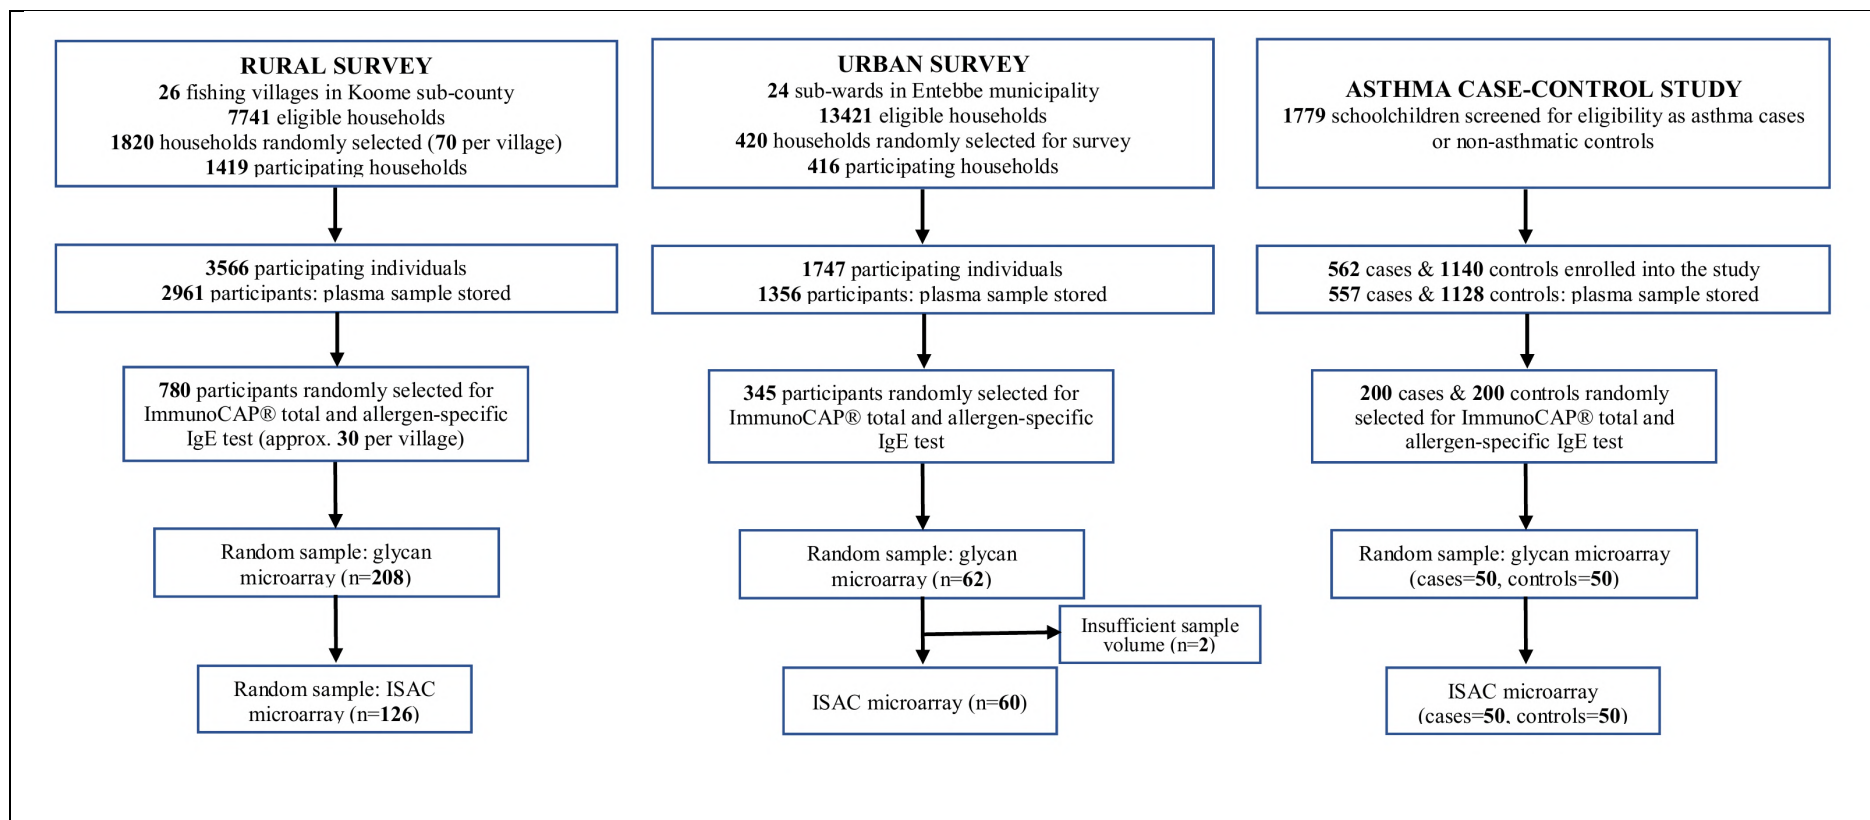 RURAL SURVEY
26 fishing villages in Koome sub-county
7741 eligible households
1820 households randomly selected (70 per village)
1419 participating households
3566 participating individuals
2961 participants: plasma sample stored
780 participants randomly selected for
ImmunoCAP® total and allergen-specific
IgE test (approx. 30 per village)
Random sample: glycan
microarray (n=208)
Random sample: ISAC
microarray (n=126)
URBAN SURVEY
24 sub-wards in Entebbe municipality
13421 eligible households
420 households randomly selected for survey
416 participating households
1747 participating individuals
1356 participants: plasma sample stored
345 participants randomly selected for
ImmunoCAP® total and allergen-specific
IgE test
Random sample: glycan
microarray (n=62)
Insufficient sample
volume (n=2)
ISAC microarray (n=60)
ASTHMA CASE-CONTROL STUDY
1779 schoolchildren screened for eligibility as asthma cases
or non-asthmatic controls
562 cases & 1140 controls enrolled into the study
557 cases & 1128 controls: plasma sample stored
200 cases & 200 controls randomly
selected for ImmunoCAP® total and
allergen-specific IgE test
Random sample: glycan microarray
(cases=50, controls=50)
ISAC microarray
(cases=50, controls=50)